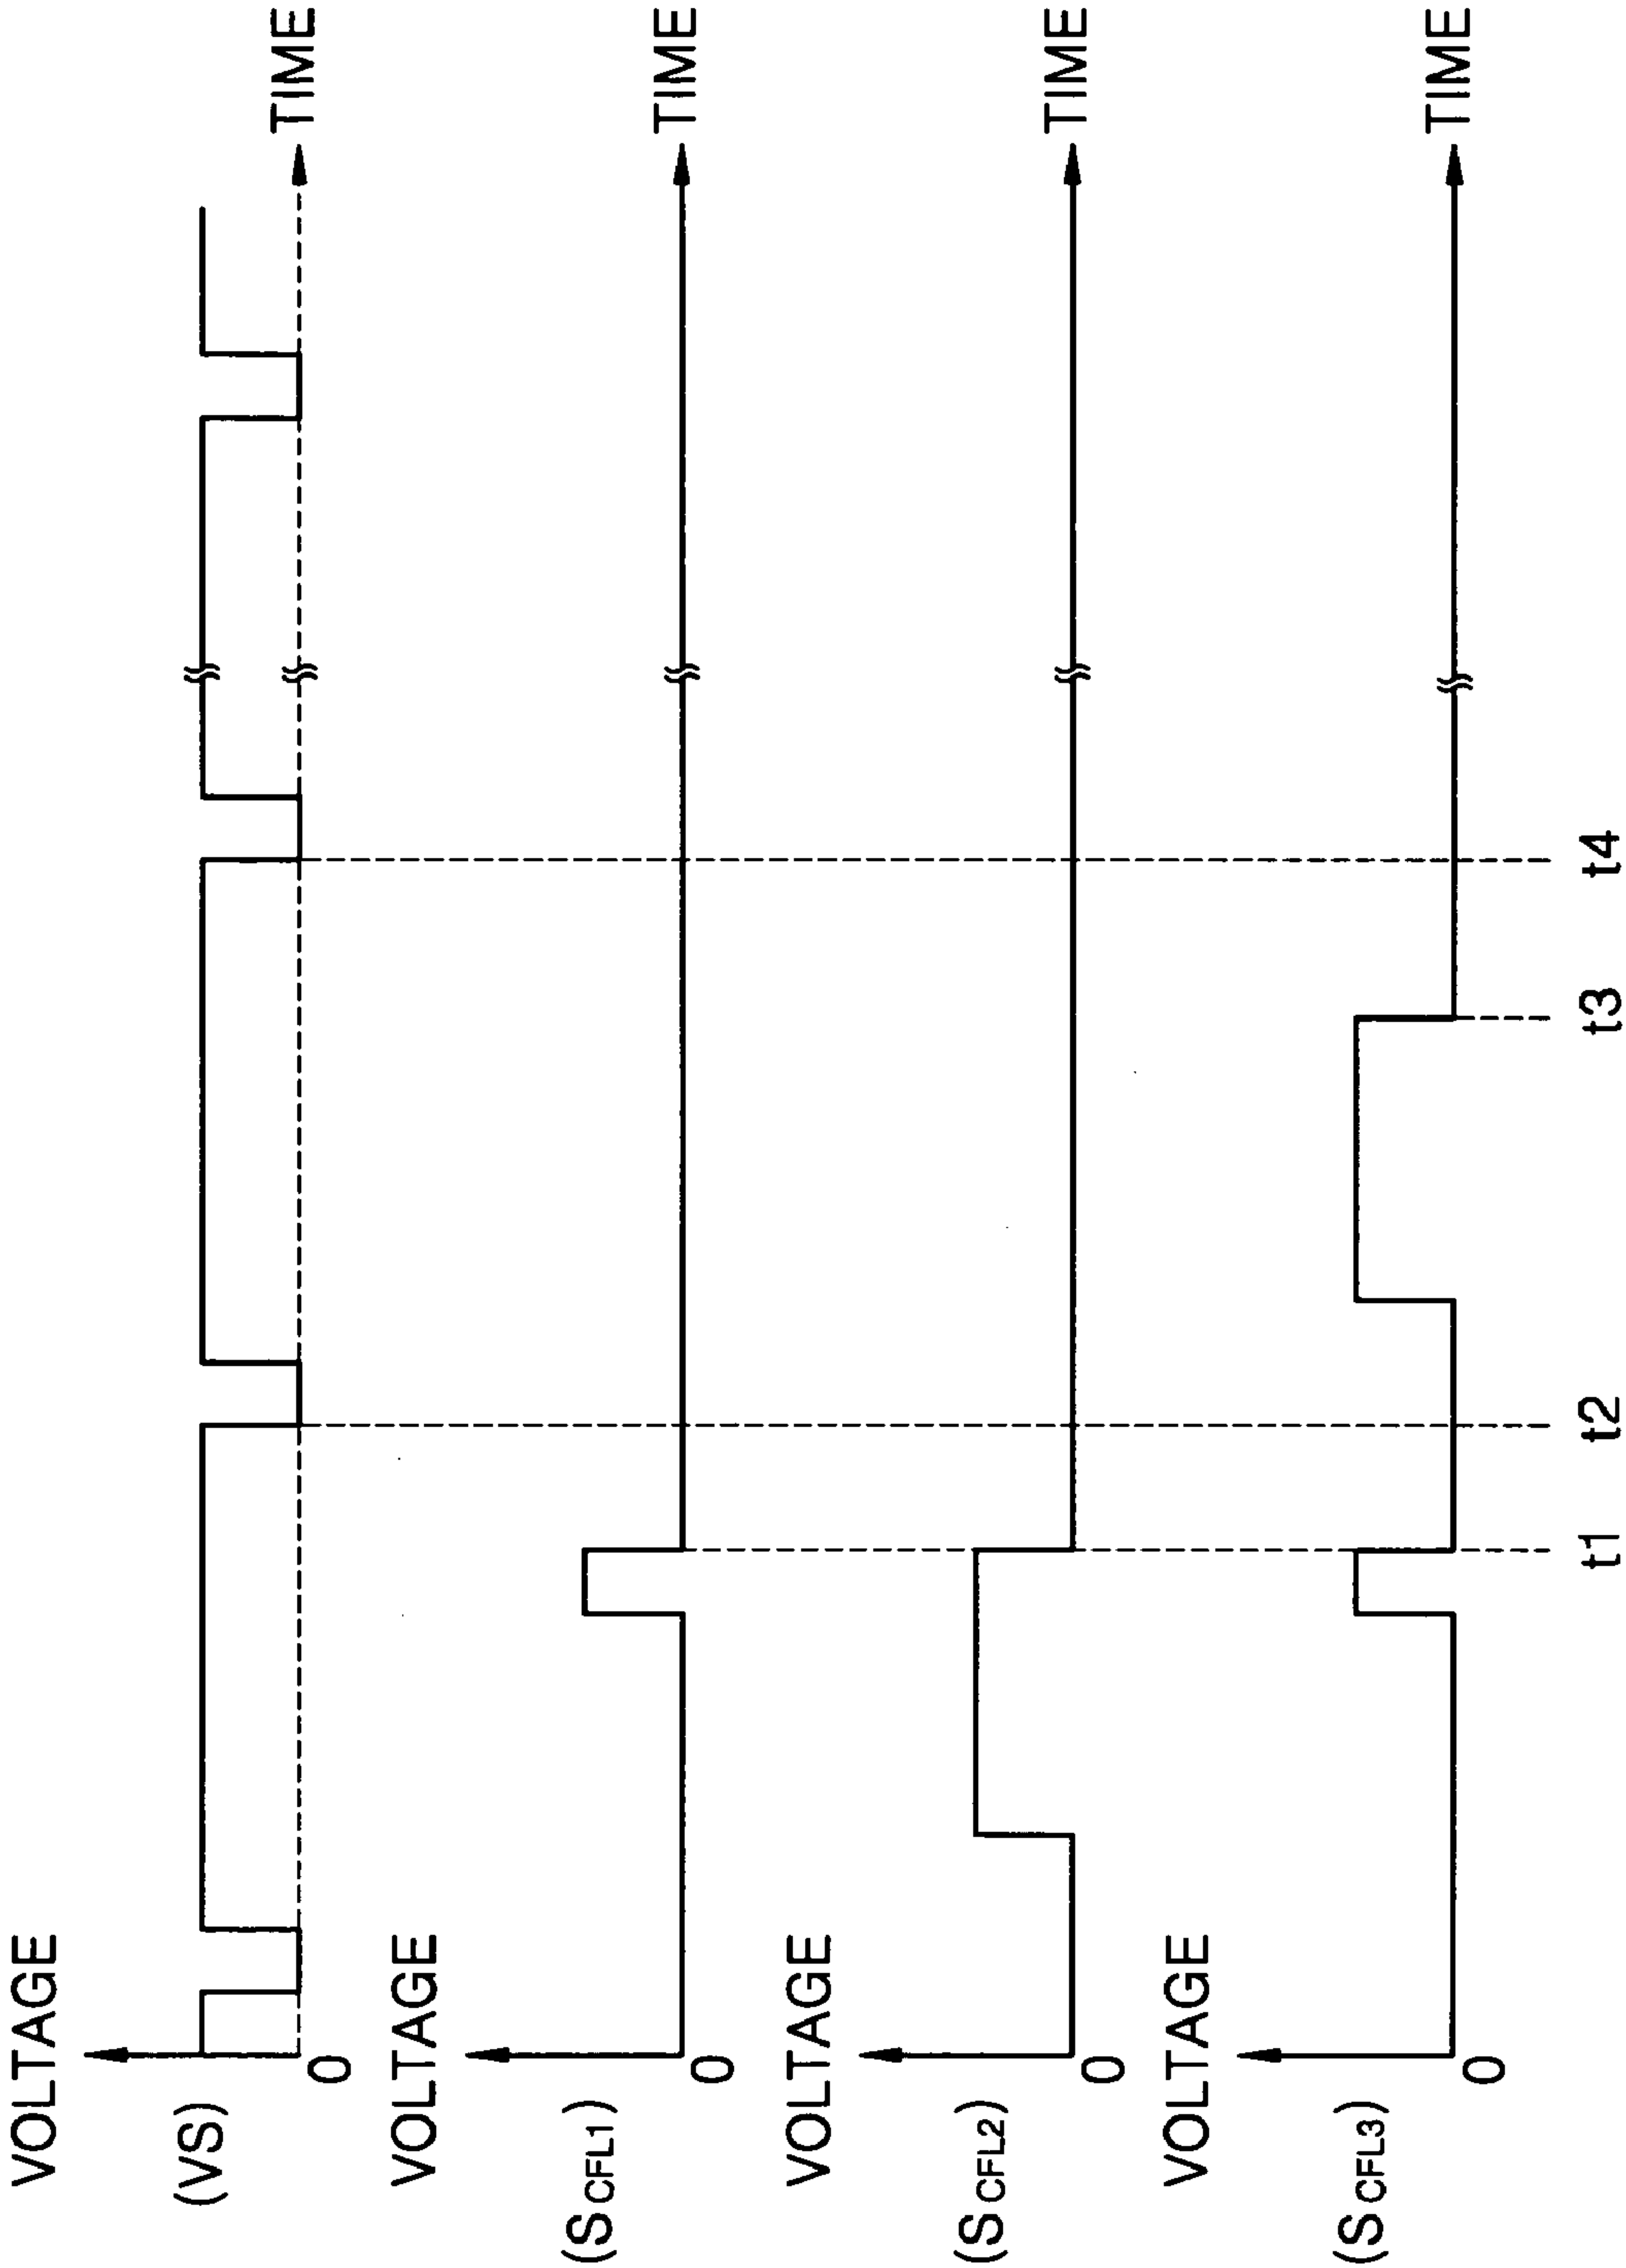 VOLTAGE
(VS)
0
TIME
VOLTAGE
(SCFL1)
0
TIME
VOLTAGE
(SCFL2)
0
TIME
VOLTAGE
(SCFL3)
0
TIME
t1 t2 t3 t4